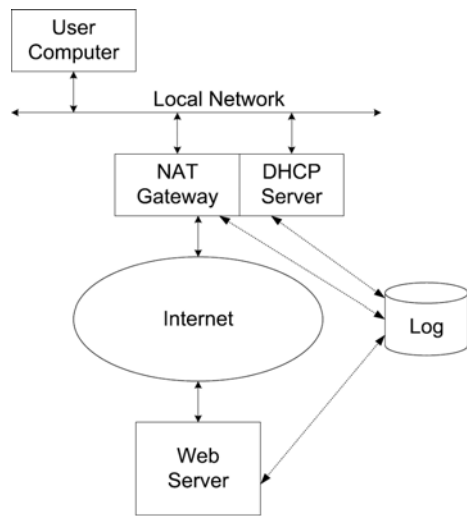 User
Computer
Local Network
NAT
Gateway
DHCP
Server
Internet
Log
Web
Server